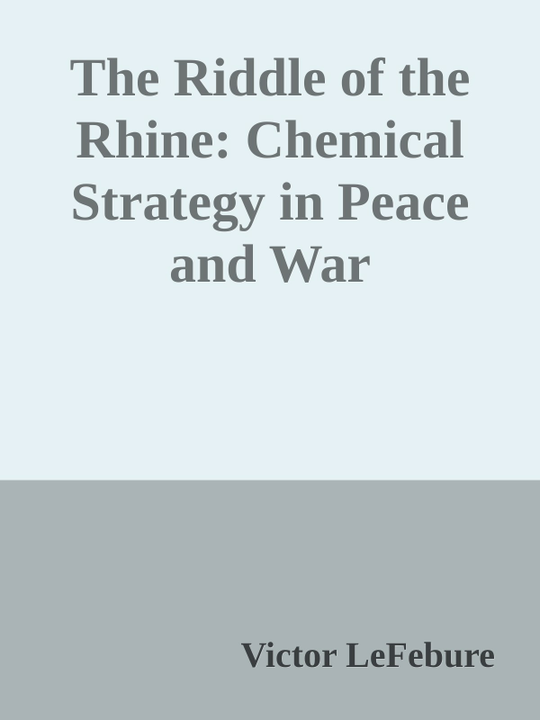 The Riddle of the
Rhine: Chemical
Strategy in Peace
and War
Victor LeFebure